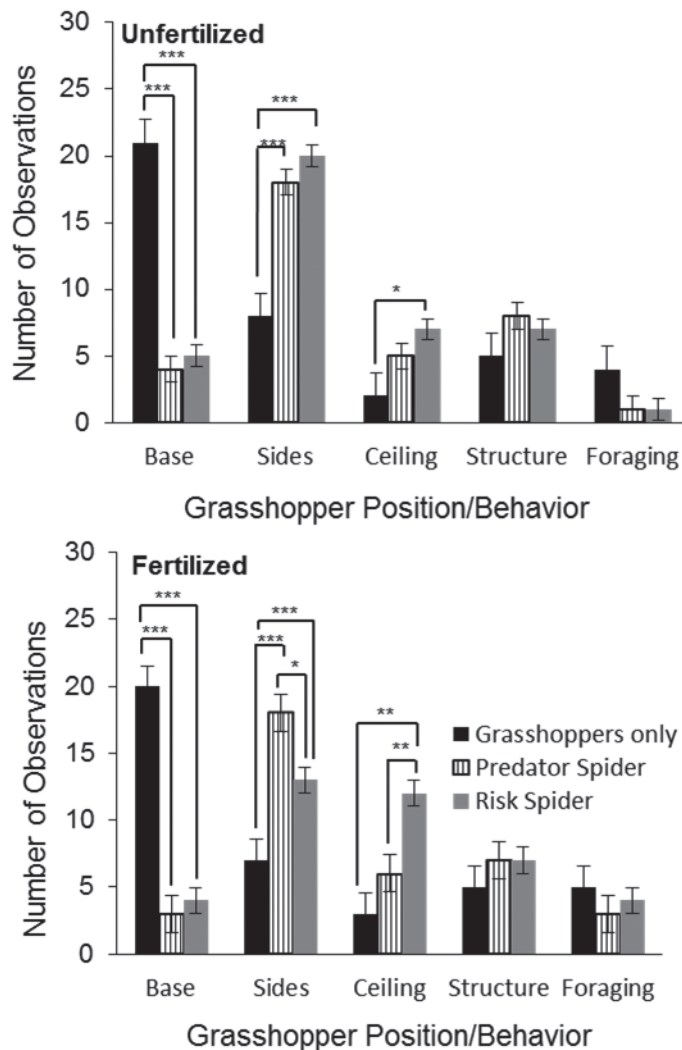 Unfertilized
30
25
20
15
10
5
0
Number of Observations
***
***
***
***
*
Base Sides Ceiling Structure Foraging
Grasshopper Position/Behavior
Fertilized
30
25
20
15
10
5
0
Number of Observations
***
***
***
***
*
**
**
Grasshoppers only
Predator Spider
Risk Spider
Base Sides Ceiling Structure Foraging
Grasshopper Position/Behavior